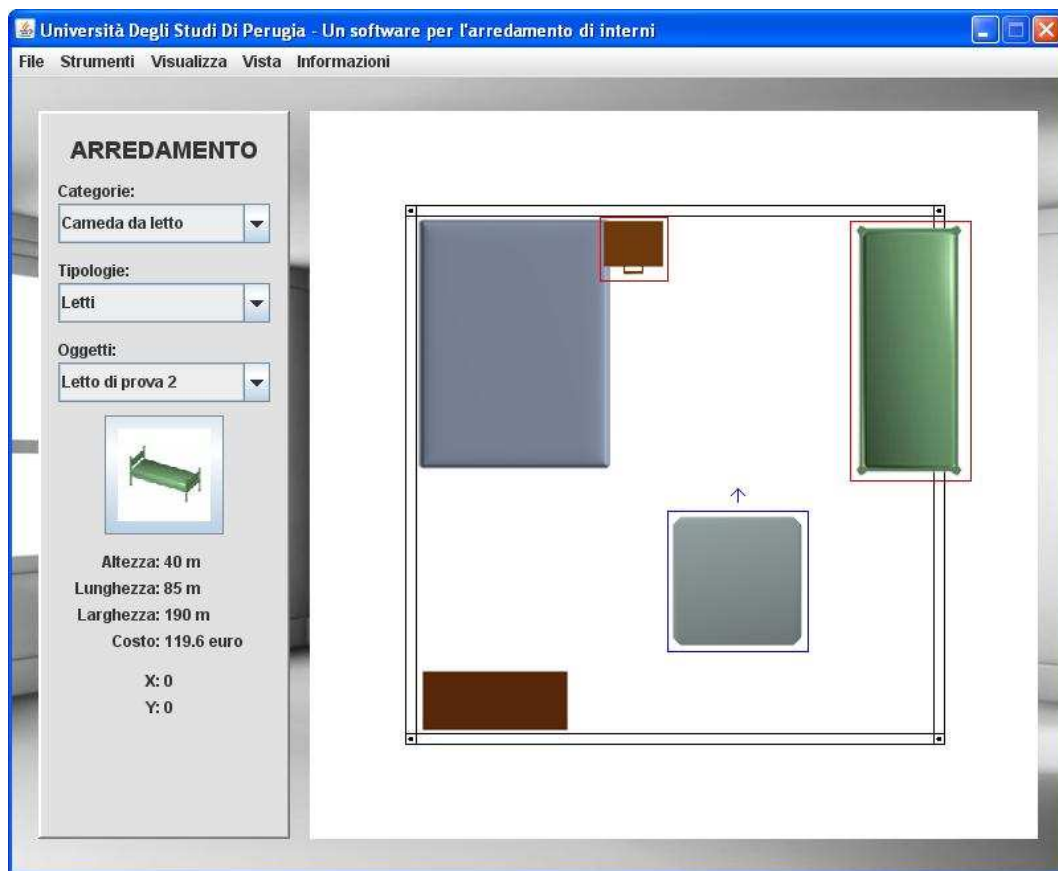 Università Degli Studi Di Perugia - Un software per l'arredamento di interni
File Strumenti Visualizza Vista Informazioni
ARREDAMENTO
Categorie:
Cameda da letto
Tipologie:
Letti
Oggetti:
Letto di prova 2
Altezza: 40 m
Lunghezza: 85 m
Larghezza: 190 m
Costo: 119.6 euro
X: 0
Y: 0